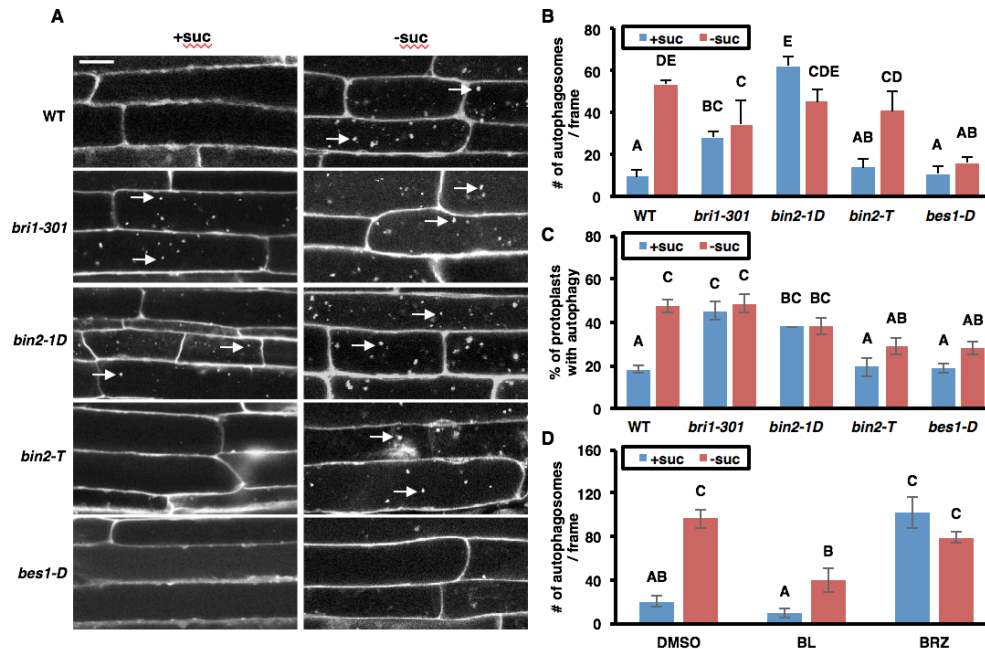 A
+suc
-suc
WT
bri1-301
bin2-1D
bin2-T
bes1-D
B
+suc
-suc
# of autophagosomes
/ frame
80
60
40
20
0
A
DE
BC
C
E
CDE
AB
CD
A
AB
WT
bri1-301
bin2-1D
bin2-T
bes1-D
C
+suc
-suc
% of protoplasts
with autophagy
80
60
40
20
0
A
C
C
C
BC
BC
A
AB
A
AB
WT
bri1-301
bin2-1D
bin2-T
bes1-D
D
+suc
-suc
# of autophagosomes
/ frame
160
120
80
40
0
AB
C
A
B
C
C
DMSO
BL
BRZ